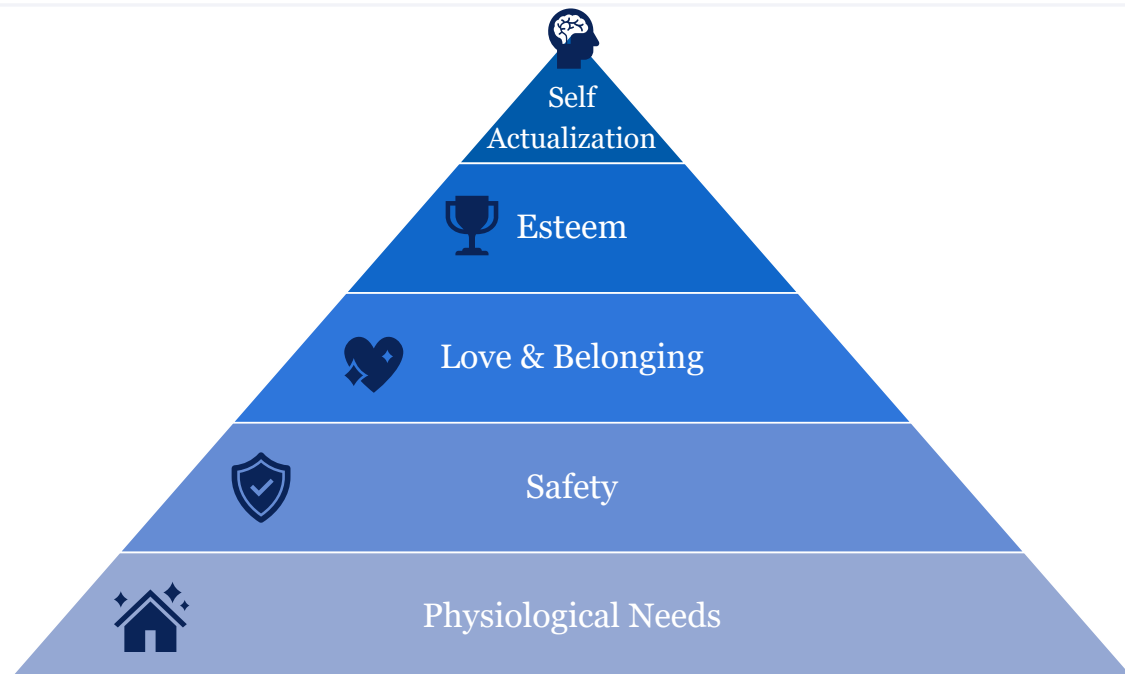 Self
Actualization
Esteem
Love & Belonging
Safety
Physiological Needs